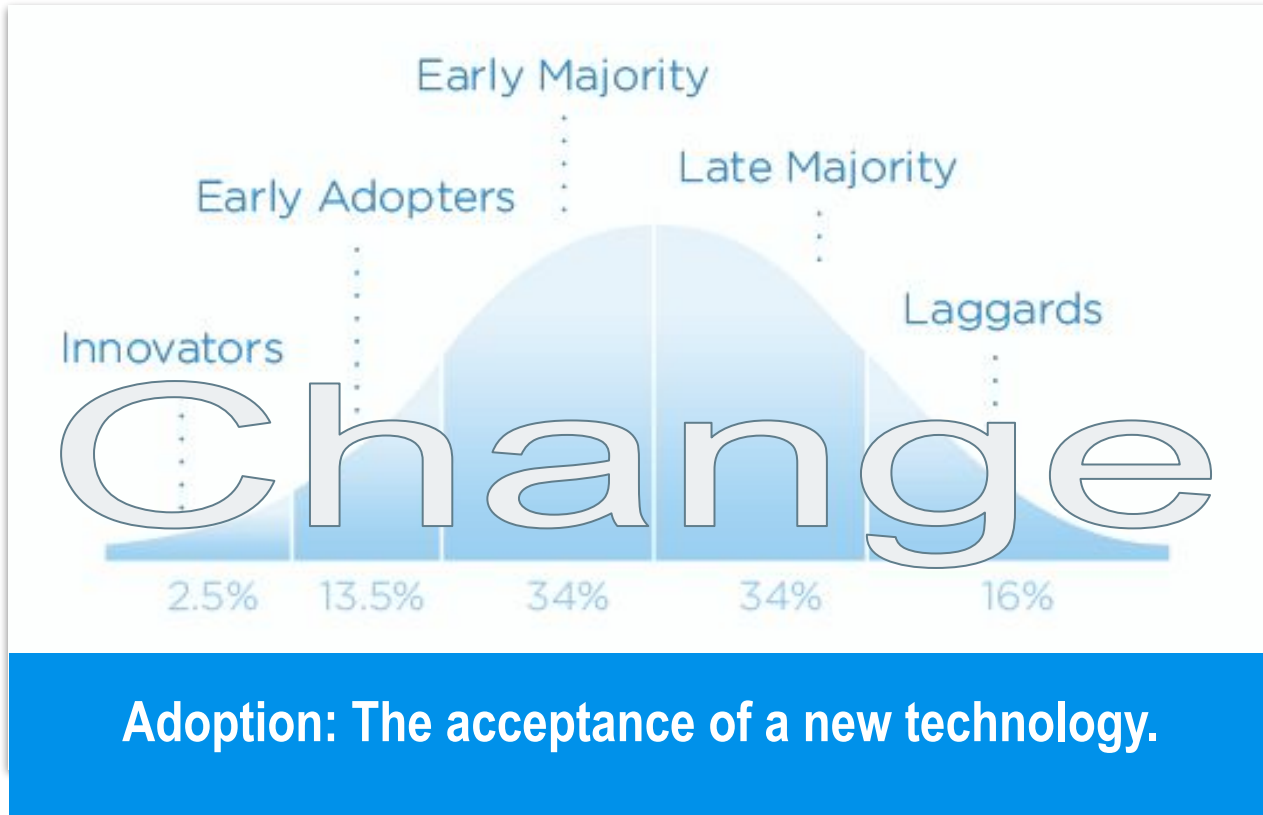 Early Majority
Late Majority
Early Adopters
Laggards
Innovators
Change
2.5% 13.5% 34% 34% 16%
Adoption: The acceptance of a new technology.